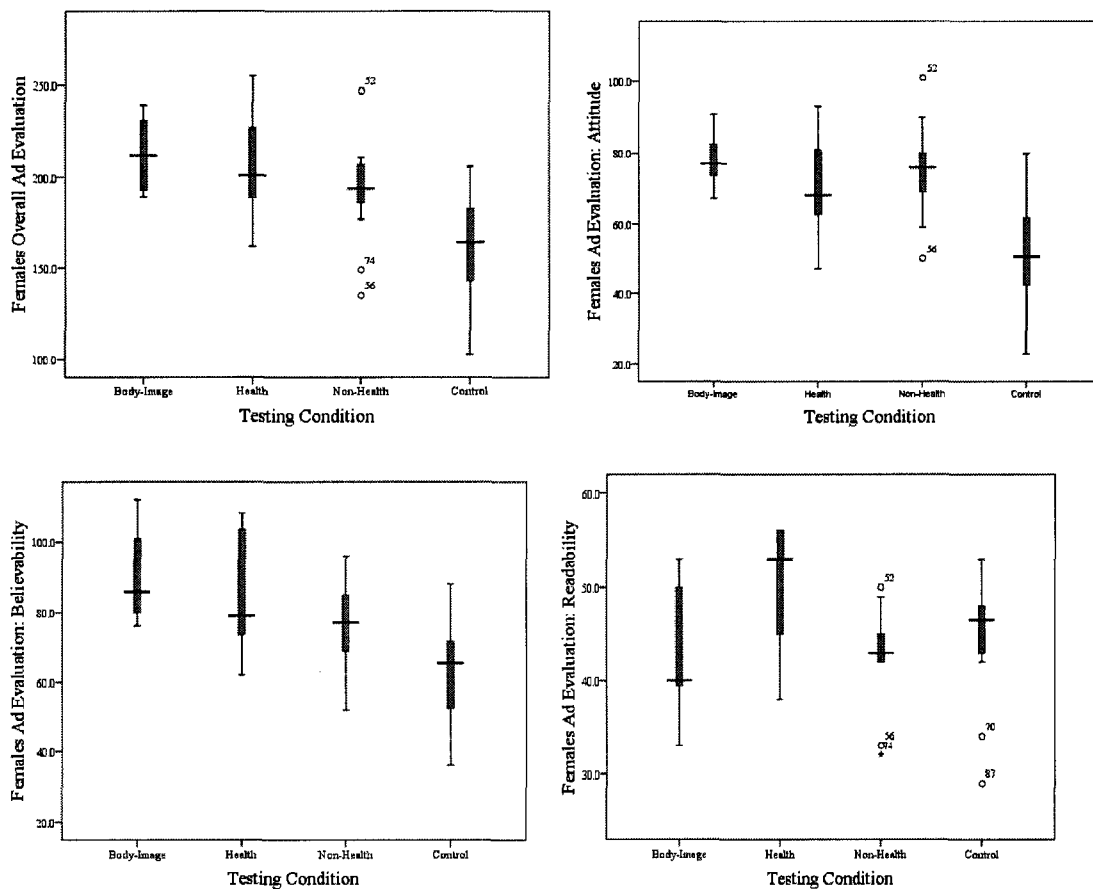 Females Overall Ad Evaluation
250.0
200.0
150.0
100.0
52
74
56
Body-Image Health Non-Health Control
Testing Condition
Females Ad Evaluation: Attitude
100.0
80.0
60.0
40.0
20.0
52
56
Body-Image Health Non-Health Control
Testing Condition
Females Ad Evaluation: Believability
100.0
80.0
60.0
40.0
20.0
Body-Image Health Non-Health Control
Testing Condition
Females Ad Evaluation: Readability
60.0
50.0
40.0
30.0
52
56
74
70
87
Body-Image Health Non-Health Control
Testing Condition